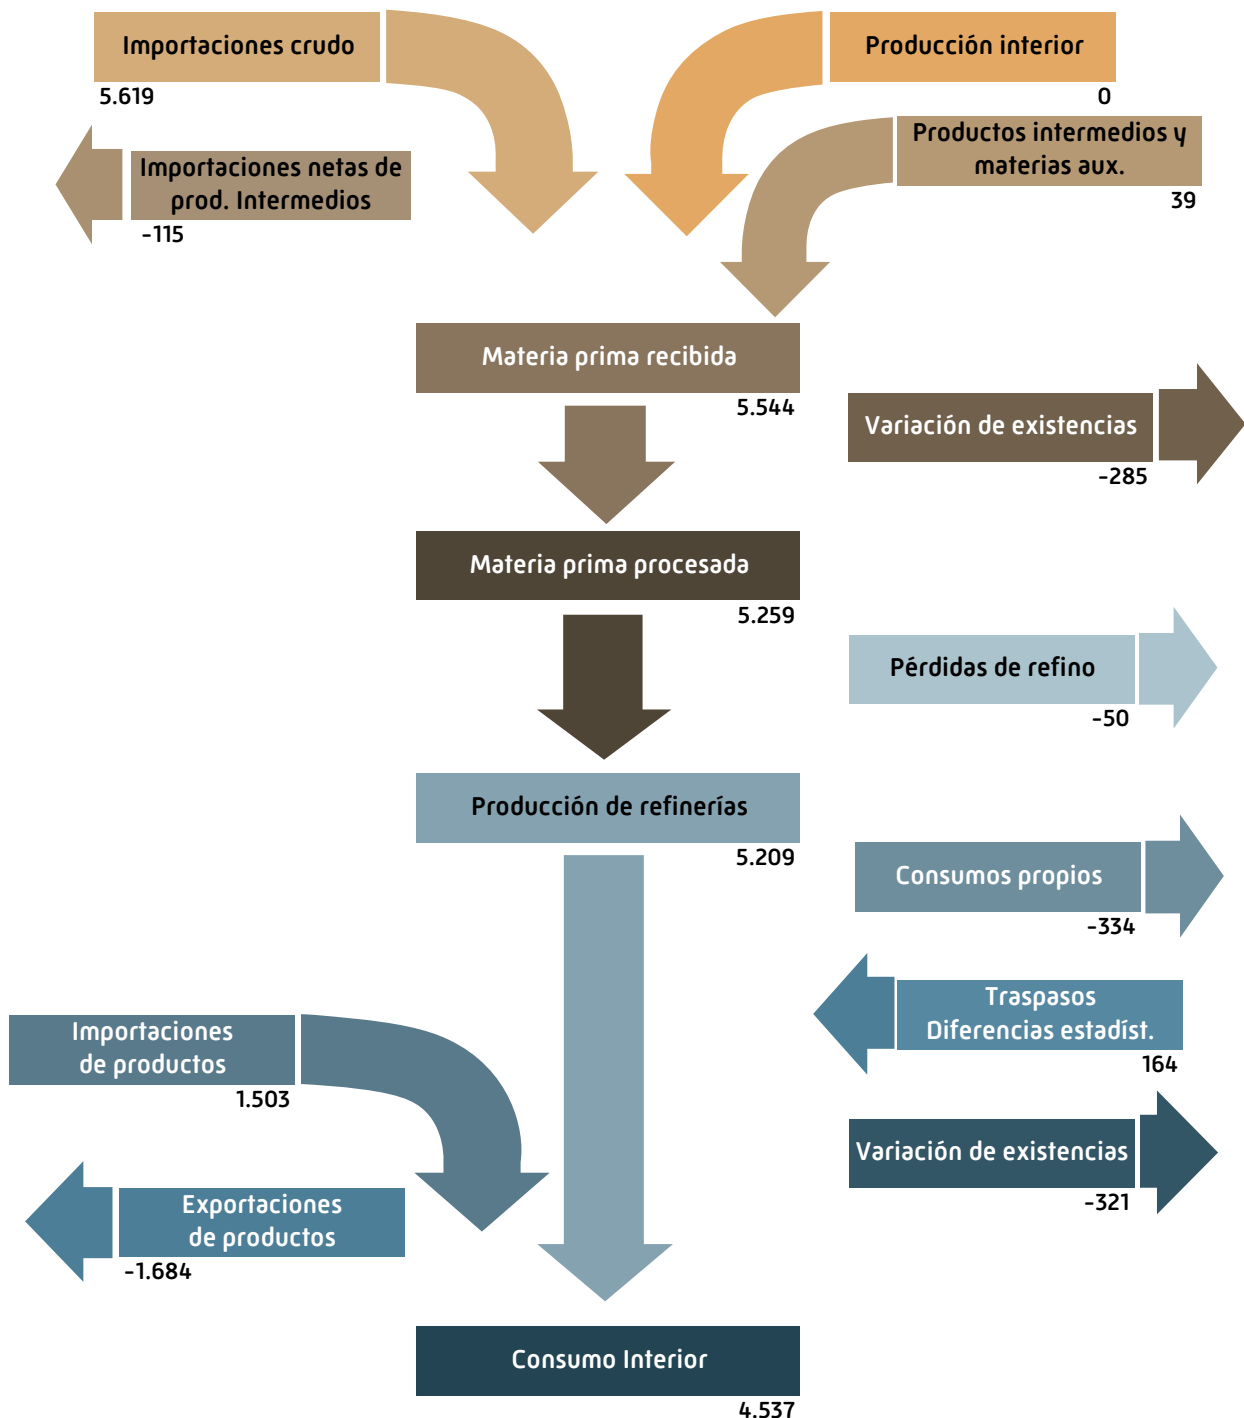 Importaciones crudo
5.619
Producción interior
0
Productos intermedios y
materias aux.
39
Importaciones netas de
prod. Intermedios
-115
Materia prima recibida
5.544
Variación de existencias
-285
Materia prima procesada
5.259
Pérdidas de refino
-50
Producción de refinerías
5.209
Consumos propios
-334
Traspasos
Diferencias estadíst.
164
Importaciones
de productos
1.503
Variación de existencias
-321
Exportaciones
de productos
-1.684
Consumo Interior
4.537